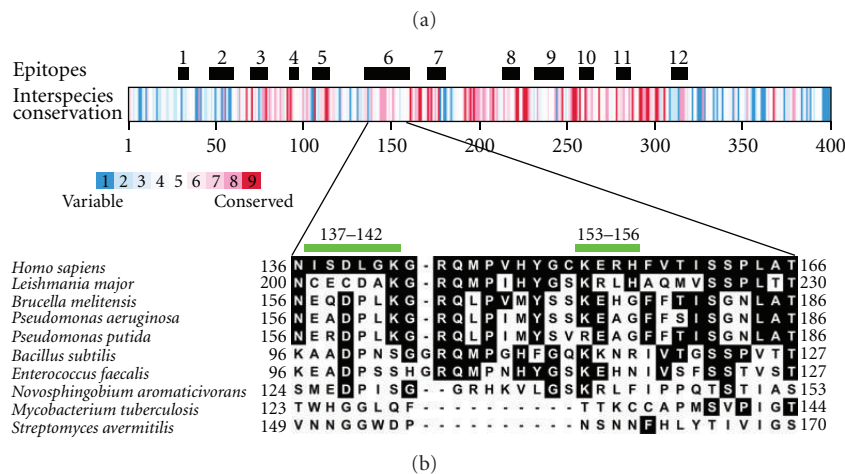 (a)
1 2 3 4 5 6 7 8 9 10 11 12
Epitopes
Interspecies
conservation
1 50 100 150 200 250 300 350 400
1 2 3 4 5 6 7 8 9
Variable Conserved
137–142 153–156
Homo sapiens 136 NISDLGKG-RQMPVHYGCKERHFVTISSPLAT 166
Leishmania major 200 NCECDAKG-RQMPIHYGSKRLHAQMVSSPLTT 230
Brucella melitensis 156 NEQDPLKG-RQLPVMYSSKEHGFFTISGNLAT 186
Pseudomonas aeruginosa 156 NEADPLKG-RQLPIMYSSKEAGFFSISGNLAT 186
Pseudomonas putida 156 NERDPLKG-RQLPIMYSVREAGFFTISGNLAT 186
Bacillus subtilis 96 KAADPNSGGRQMPGHFGQKKNRIVTGSSPVTT 127
Enterococcus faecalis 96 KEADPSSHGRQMPNHYGSKEHNIVSFSSTVST 127
Novosphingobium aromaticivorans 124 SMEDPISG--GRHKVLGSKRLFIPPQTSTIAS 153
Mycobacterium tuberculosis 123 TWHGGLQF----------TTKCCAPMSVPIGT 144
Streptomyces avermitilis 149 VNNGGWDP----------NSNNFHLYTIVIGS 170
(b)